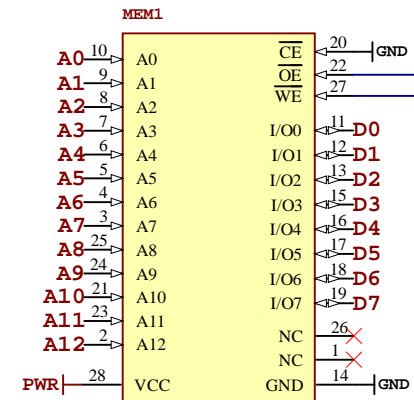 MEM1
A0 10 A0 CE 20 GND
A1 9 A1 OE 22
A2 8 A2 WE 27
A3 7 A3 I/O0 11 D0
A4 6 A4 I/O1 12 D1
A5 5 A5 I/O2 13 D2
A6 4 A6 I/O3 15 D3
A7 3 A7 I/O4 16 D4
A8 25 A8 I/O5 17 D5
A9 24 A9 I/O6 18 D6
A10 21 A10 I/O7 19 D7
A11 23 A11 NC 26
A12 2 A12 NC 1
PWR 28 VCC GND 14 GND